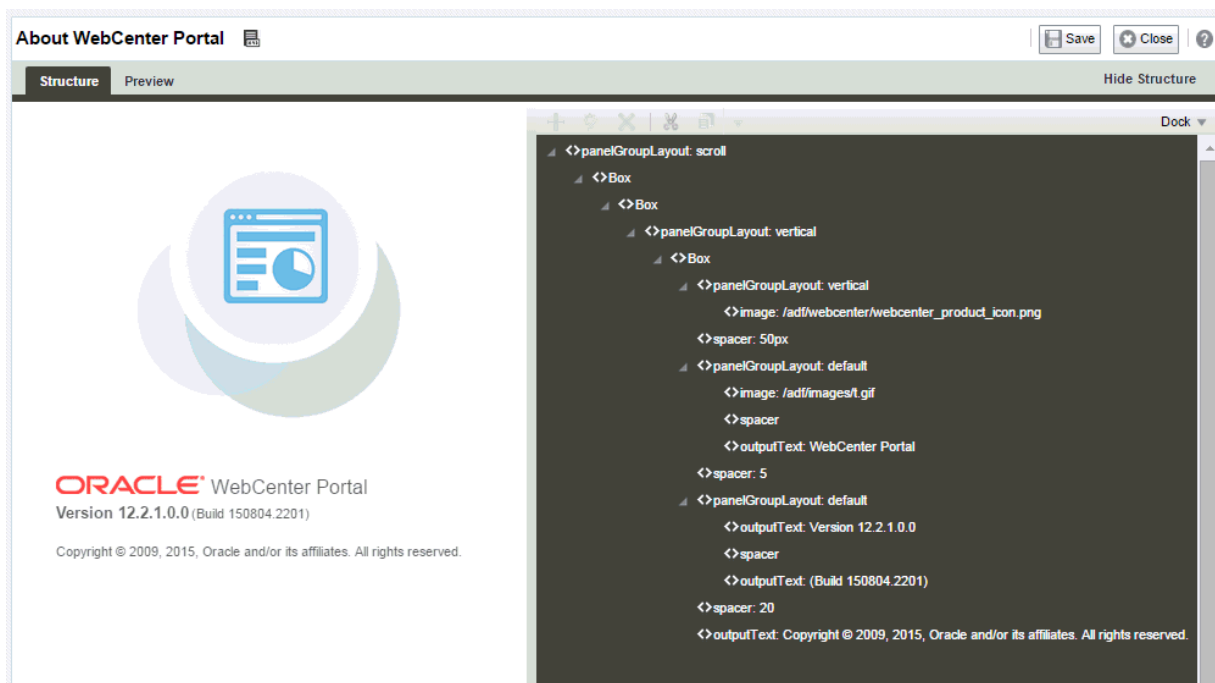 About WebCenter Portal
Save
Close
Structure
Preview
Hide Structure
Dock
<>panelGroupLayout: scroll
<>Box
<>Box
<>panelGroupLayout: vertical
<>Box
<>panelGroupLayout: vertical
<>image: /adf/webcenter/webcenter_product_icon.png
<>spacer: 50px
<>panelGroupLayout: default
<>image: /adf/images/t.gif
<>spacer
<>outputText: WebCenter Portal
<>spacer: 5
<>panelGroupLayout: default
<>outputText: Version 12.2.1.0.0
<>spacer
<>outputText: (Build 150804.2201)
<>spacer: 20
<>outputText: Copyright © 2009, 2015, Oracle and/or its affiliates. All rights reserved.
ORACLE® WebCenter Portal
Version 12.2.1.0.0 (Build 150804.2201)
Copyright © 2009, 2015, Oracle and/or its affiliates. All rights reserved.